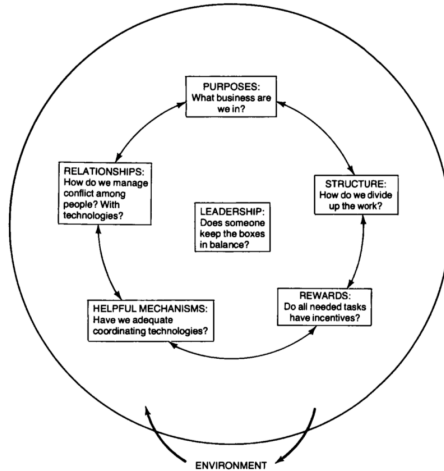 PURPOSES:
What business are
we in?
RELATIONSHIPS:
How do we manage
conflict among
people? With
technologies?
STRUCTURE:
How do we divide
up the work?
LEADERSHIP:
Does someone
keep the boxes
in balance?
HELPFUL MECHANISMS:
Have we adequate
coordinating technologies?
REWARDS:
Do all needed tasks
have incentives?
ENVIRONMENT